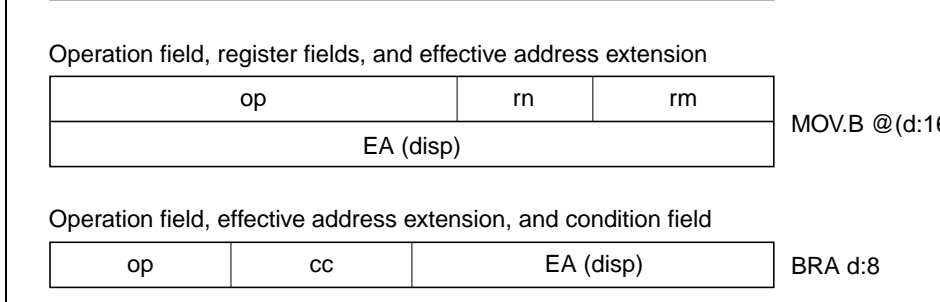 Operation field, register fields, and effective address extension
op rn rm
EA (disp)
MOV.B @(d:16
Operation field, effective address extension, and condition field
op cc EA (disp) BRA d:8